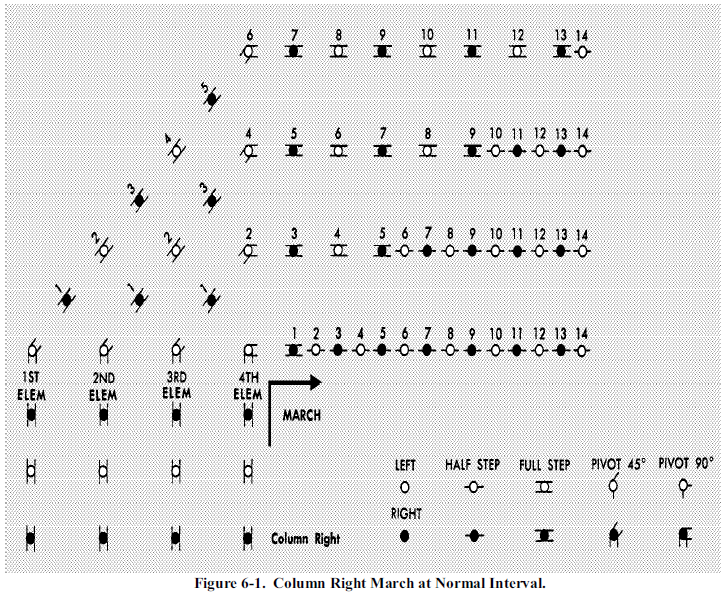 6 7 8 9 10 11 12 13 14
5
4
4 5 6 7 8 9 10 11 12 13 14
3 3
2 2
2 3 4 5 6 7 8 9 10 11 12 13 14
1 1 1
1 2 3 4 5 6 7 8 9 10 11 12 13 14
1ST ELEM
2ND ELEM
3RD ELEM
4TH ELEM
MARCH
LEFT HALF STEP FULL STEP PIVOT 45° PIVOT 90°
RIGHT
Column Right
Figure 6-1. Column Right March at Normal Interval.